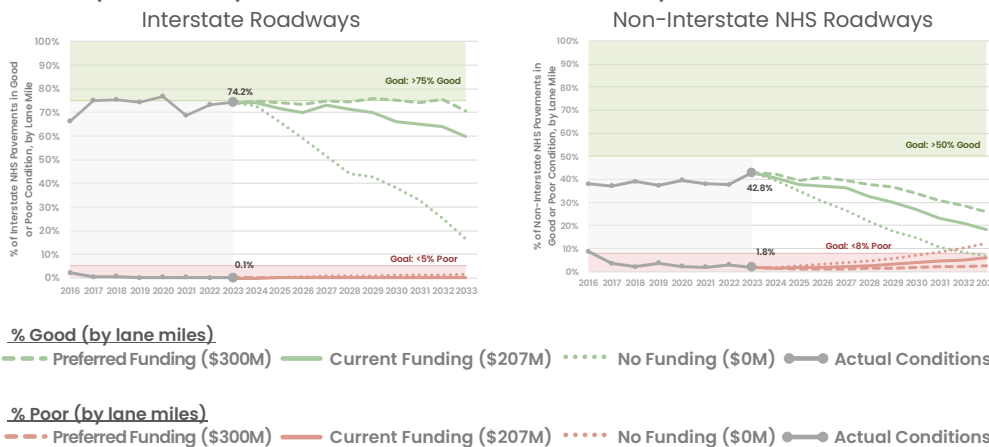 Interstate Roadways
% of Interstate NHS Pavements in Good
or Poor Condition, by Lane Mile
100%
90%
80%
70%
60%
50%
40%
30%
20%
10%
0%
Goal: >75% Good
74.2%
Goal: <5% Poor
0.1%
2016 2017 2018 2019 2020 2021 2022 2023 2024 2025 2026 2027 2028 2029 2030 2031 2032 2033
Non-Interstate NHS Roadways
% of Non-Interstate NHS Pavements in
Good or Poor Condition, by Lane Mile
100%
90%
80%
70%
60%
50%
40%
30%
20%
10%
0%
Goal: >50% Good
42.8%
Goal: <8% Poor
1.8%
2016 2017 2018 2019 2020 2021 2022 2023 2024 2025 2026 2027 2028 2029 2030 2031 2032
% Good (by lane miles)
Preferred Funding ($300M) Current Funding ($207M) No Funding ($0M) Actual Conditions
% Poor (by lane miles)
Preferred Funding ($300M) Current Funding ($207M) No Funding ($0M) Actual Conditions